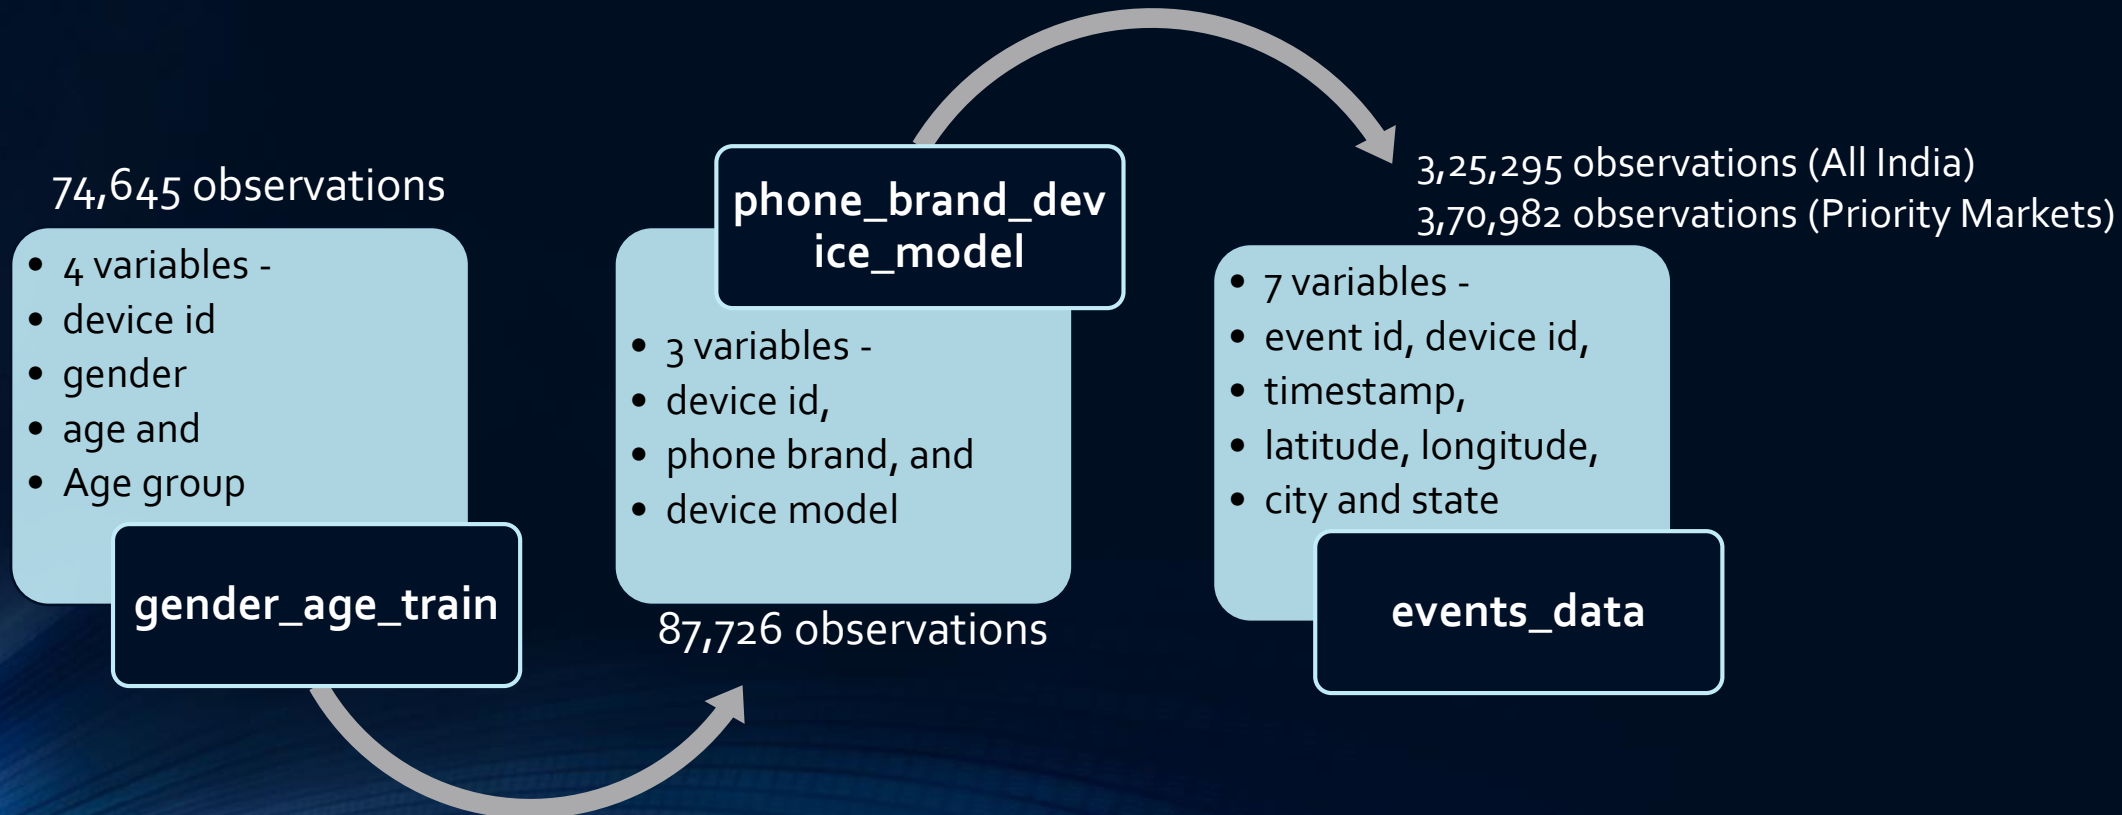 74,645 observations
• 4 variables -
• device id
• gender
• age and
• Age group
gender_age_train
phone_brand_dev
ice_model
• 3 variables -
• device id,
• phone brand, and
• device model
87,726 observations
3,25,295 observations (All India)
3,70,982 observations (Priority Markets)
• 7 variables -
• event id, device id,
• timestamp,
• latitude, longitude,
• city and state
events_data